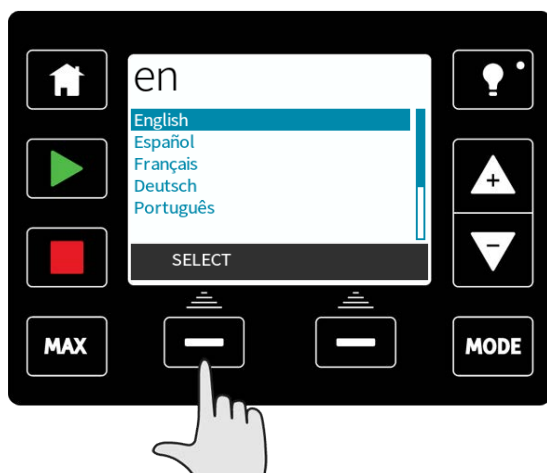 en
English
Español
Français
Deutsch
Português
SELECT
MAX
MODE